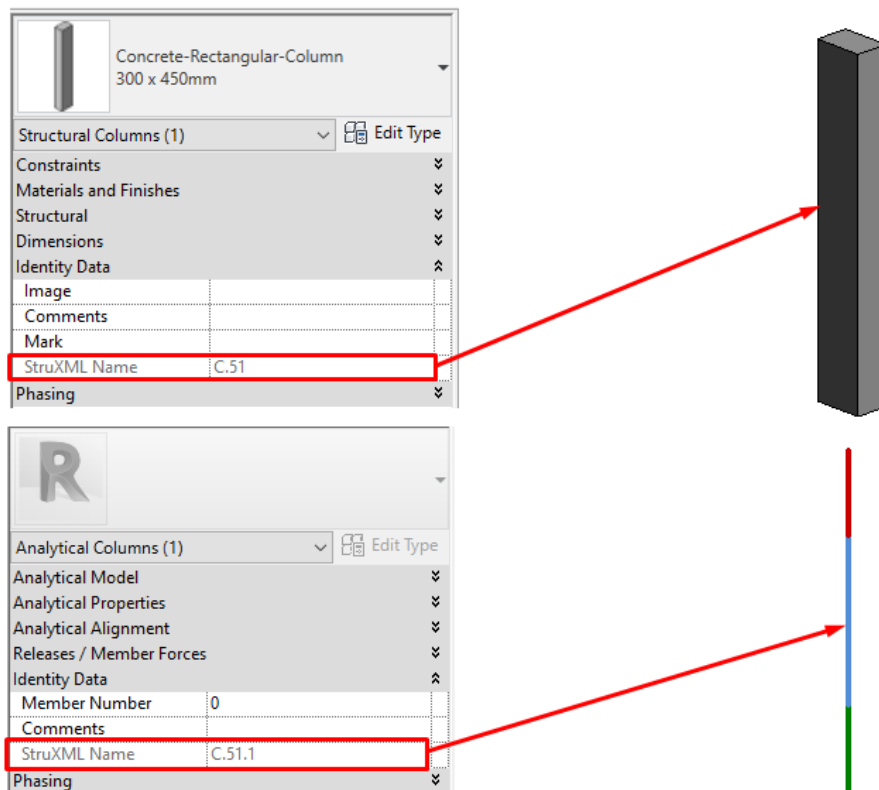 Concrete-Rectangular-Column
300 x 450mm
Structural Columns (1) Edit Type
Constraints
Materials and Finishes
Structural
Dimensions
Identity Data
Image
Comments
Mark
StruXML Name C.51
Phasing
R
Analytical Columns (1) Edit Type
Analytical Model
Analytical Properties
Analytical Alignment
Releases / Member Forces
Identity Data
Member Number 0
Comments
StruXML Name C.51.1
Phasing